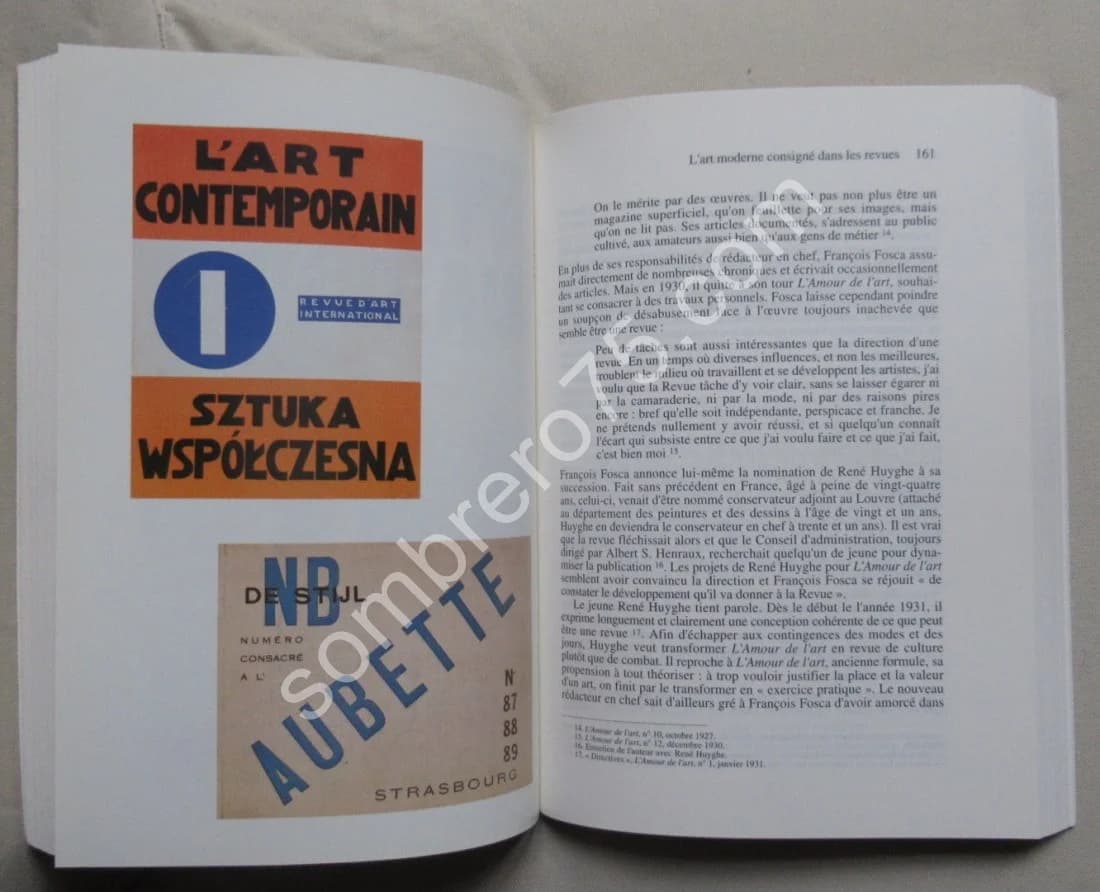 L'ART
CONTEMPORAIN
1
REVUE D'ART
INTERNATIONAL
SZTUKA
WSPÓŁCZESNA
NB
DE STIJL
NUMÉRO
CONSACRÉ
A L'
AUBETTE
N°
87
88
89
STRASBOURG
L'art moderne consigné dans les revues 161
On le mérite par des œuvres. Il ne veut pas non plus être un
magazine superficiel, qu'on feuillette pour ses images, mais
qu'on ne lit pas. Ses articles documentés, s'adressent au public
cultivé, aux amateurs aussi bien qu'aux gens de métier 14.
En plus de ses responsabilités de rédacteur en chef, François Fosca assu-
mait directement de nombreuses chroniques et écrivait occasionnellement
des articles. Mais en 1930, il quitte à son tour L'Amour de l'art, souhai-
tant se consacrer à des travaux personnels. Fosca laisse cependant poindre
un soupçon de désabusement face à l'œuvre toujours inachevée que
semble être une revue :
Peu de tâches sont aussi intéressantes que la direction d'une
revue. En un temps où diverses influences, et non les meilleures,
troublent le milieu où travaillent et se développent les artistes, j'ai
voulu que la Revue tâche d'y voir clair, sans se laisser égarer ni
par la camaraderie, ni par la mode, ni par des raisons pires
encore : bref qu'elle soit indépendante, perspicace et franche. Je
ne prétends nullement y avoir réussi, et si quelqu'un connaît
l'écart qui subsiste entre ce que j'ai voulu faire et ce que j'ai fait,
c'est bien moi 15.
François Fosca annonce lui-même la nomination de René Huyghe à sa
succession. Fait sans précédent en France, âgé à peine de vingt-quatre
ans, celui-ci, venait d'être nommé conservateur adjoint au Louvre (attaché
au département des peintures et des dessins à l'âge de vingt et un ans,
Huyghe en deviendra le conservateur en chef à trente et un ans). Il est vrai
que la revue fléchissait alors et que le Conseil d'administration, toujours
dirigé par Albert S. Henraux, recherchait quelqu'un de jeune pour dyna-
miser la publication 16. Les projets de René Huyghe pour L'Amour de l'art
semblent avoir convaincu la direction et François Fosca se réjouit « de
constater le développement qu'il va donner à la Revue ».
Le jeune René Huyghe tient parole. Dès le début le l'année 1931, il
exprime longuement et clairement une conception cohérente de ce que peut
être une revue 17. Afin d'échapper aux contingences des modes et des
jours, Huyghe veut transformer L'Amour de l'art en revue de culture
plutôt que de combat. Il reproche à L'Amour de l'art, ancienne formule, sa
propension à tout théoriser : à trop vouloir justifier la place et la valeur
d'un art, on finit par le transformer en « exercice pratique ». Le nouveau
rédacteur en chef sait d'ailleurs gré à François Fosca d'avoir amorcé dans
14. L'Amour de l'art, n° 10, octobre 1927.
15. L'Amour de l'art, n° 12, décembre 1930.
16. Entretien de l'auteur avec René Huyghe.
17. « Directives », L'Amour de l'art, n° 1, janvier 1931.
sombrero75.com